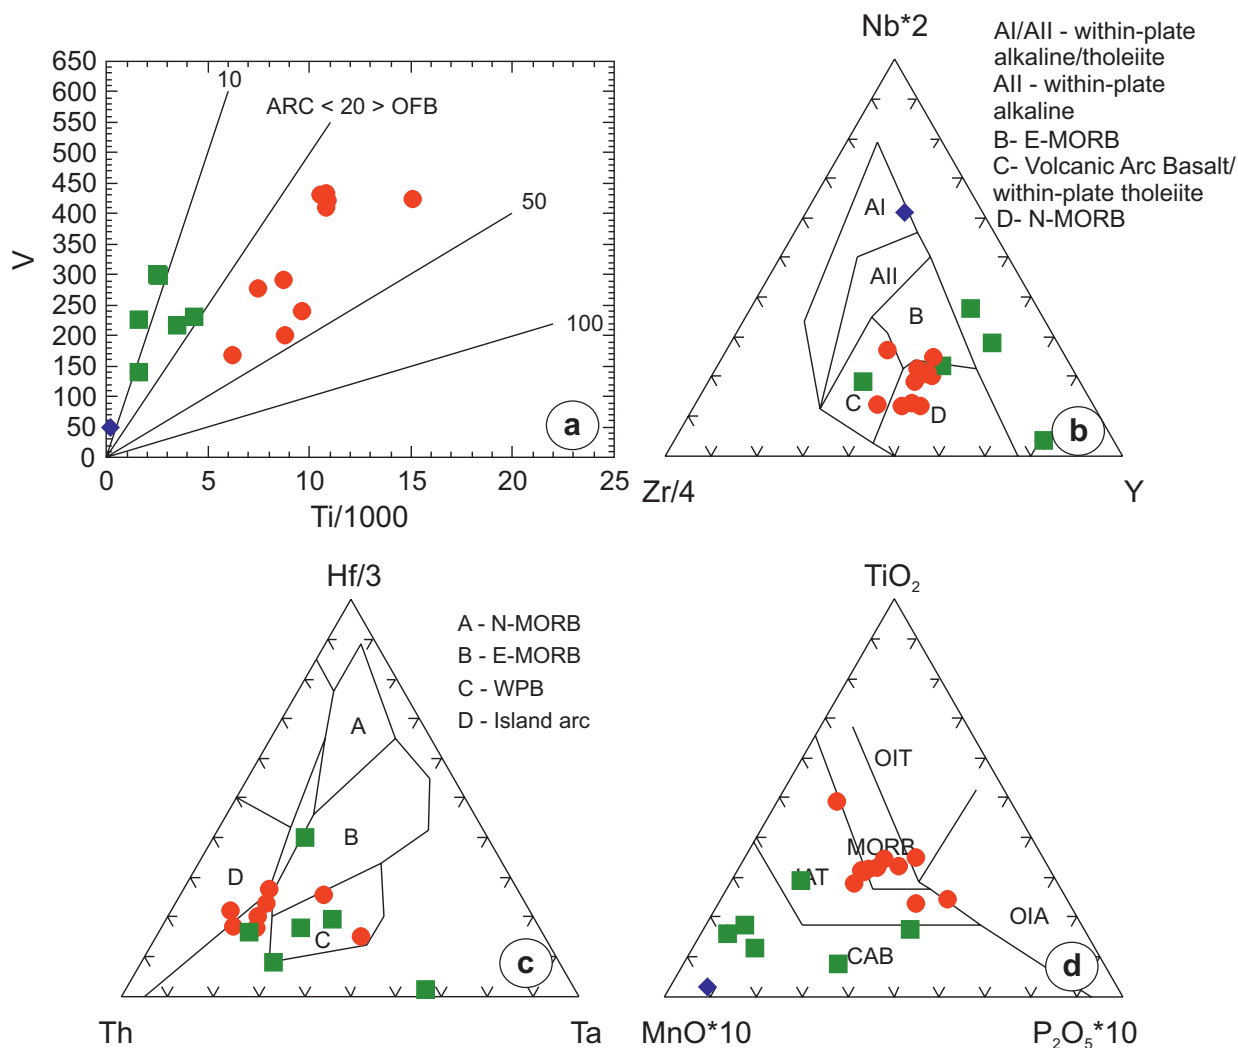 650
600
550
500
450
400
350
300
250
200
150
100
50
0
V
10
ARC < 20 > OFB
50
100
a
0
5
10
15
20
25
Ti/1000
Nb*2
AI/AII - within-plate
alkaline/tholeiite
AII - within-plate
alkaline
B- E-MORB
C- Volcanic Arc Basalt/
within-plate tholeiite
D- N-MORB
AI
AII
B
C
D
b
Zr/4
Y
Hf/3
A - N-MORB
B - E-MORB
C - WPB
D - Island arc
A
B
D
C
c
Th
Ta
TiO₂
OIT
MORB
IAT
OIA
CAB
d
MnO*10
P₂O₅*10